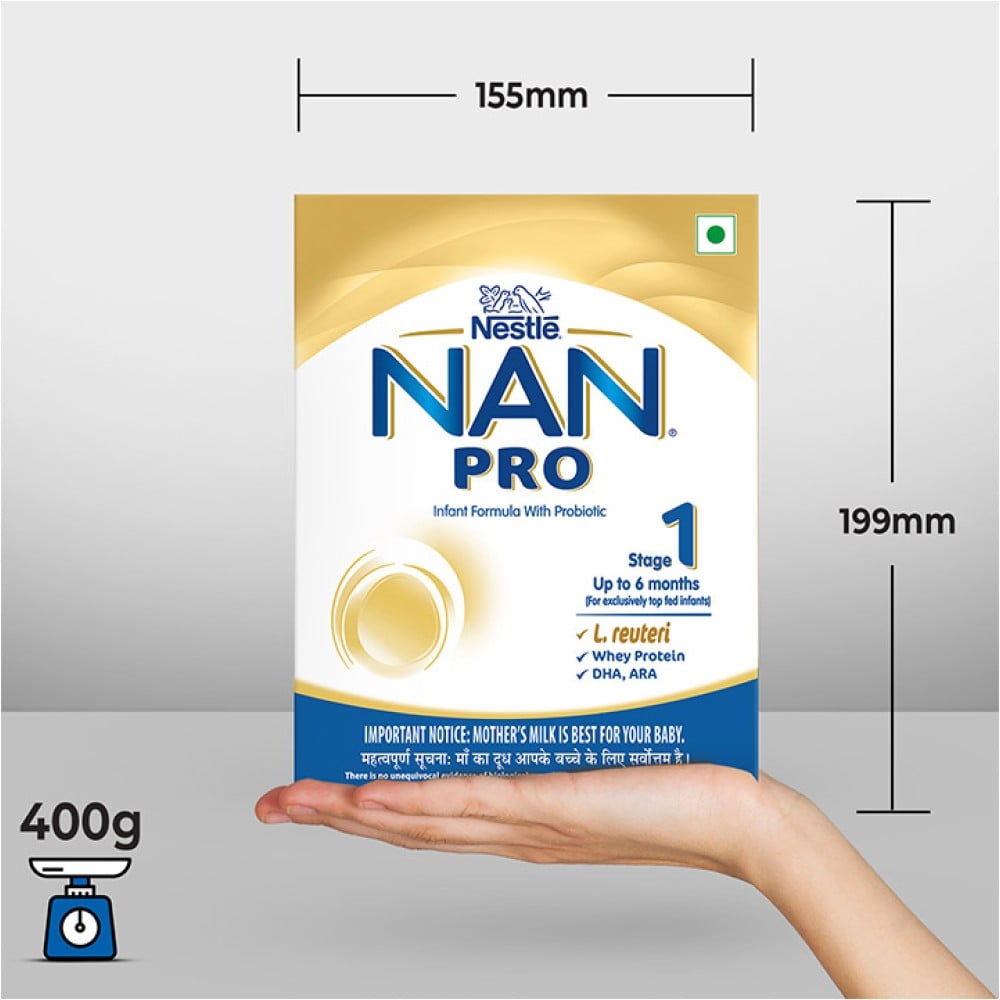 155mm
Nestlé
NAN
PRO
Infant Formula With Probiotic
Stage 1
Up to 6 months
(For exclusively top fed infants)
L. reuteri
Whey Protein
DHA, ARA
IMPORTANT NOTICE: MOTHER'S MILK IS BEST FOR YOUR BABY.
महत्वपूर्ण सूचना: माँ का दूध आपके बच्चे के लिए सर्वोत्तम है।
There is no unequivocal evidence of
199mm
400g